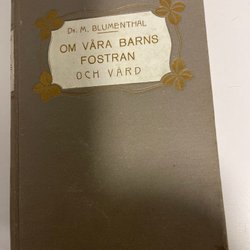 DR. M. BLUMENTHAL
OM VÅRA BARNS
FOSTRAN
OCH VÅRD